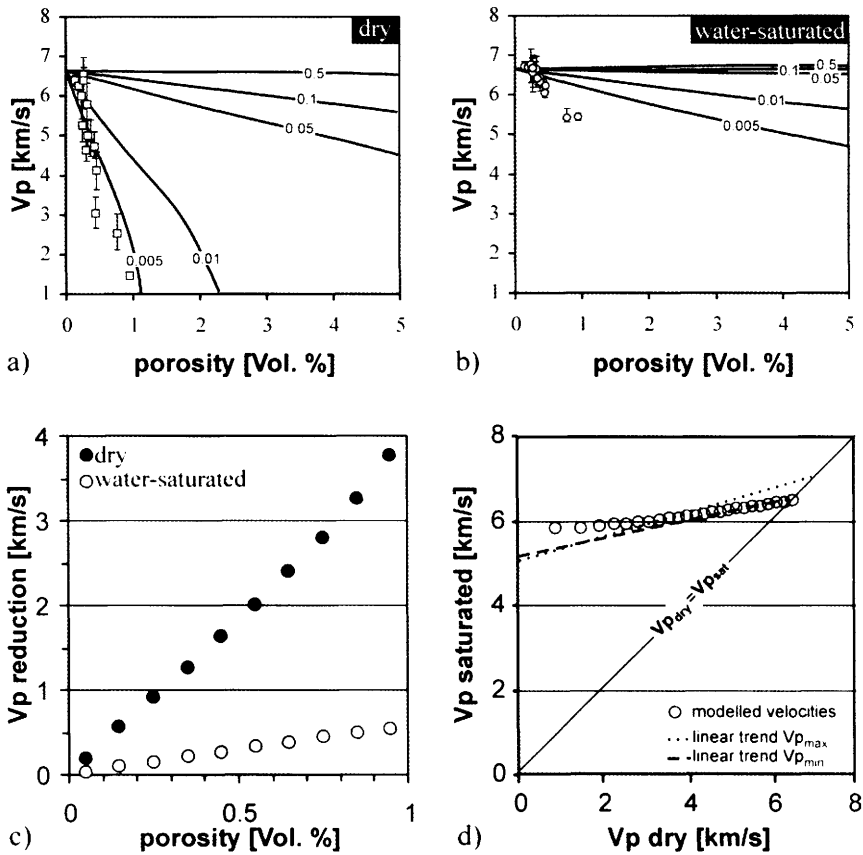 8
7
6
5
4
3
2
1
Vp [km/s]
dry
0.5
0.1
0.05
0.01
0.005
0 1 2 3 4 5
porosity [Vol. %]
a)
8
7
6
5
4
3
2
1
Vp [km/s]
water-saturated
0.5
0.1
0.05
0.01
0.005
0 1 2 3 4 5
porosity [Vol. %]
b)
4
3
2
1
0
Vp reduction [km/s]
dry
water-saturated
0 0.5 1
porosity [Vol. %]
c)
8
6
4
2
0
Vp saturated [km/s]
Vpdry=Vpsat
modelled velocities
linear trend Vpmax
linear trend Vpmin
0 2 4 6 8
Vp dry [km/s]
d)